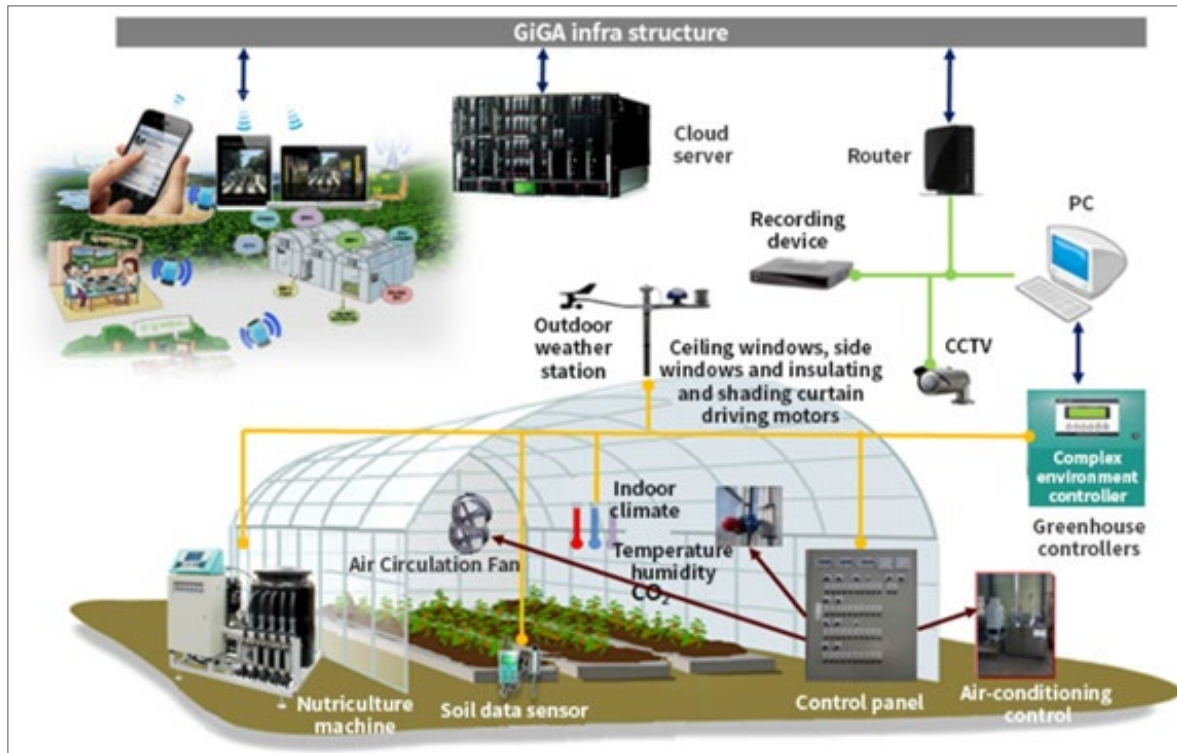 GiGA infra structure
Cloud
server
Router
PC
Recording
device
Outdoor
weather
station
Ceiling windows, side
windows and insulating
and shading curtain
driving motors
CCTV
Complex
environment
controller
Greenhouse
controllers
Indoor
climate
Air Circulation Fan
Temperature
humidity
CO₂
Nutriculture
machine
Soil data sensor
Control panel
Air-conditioning
control